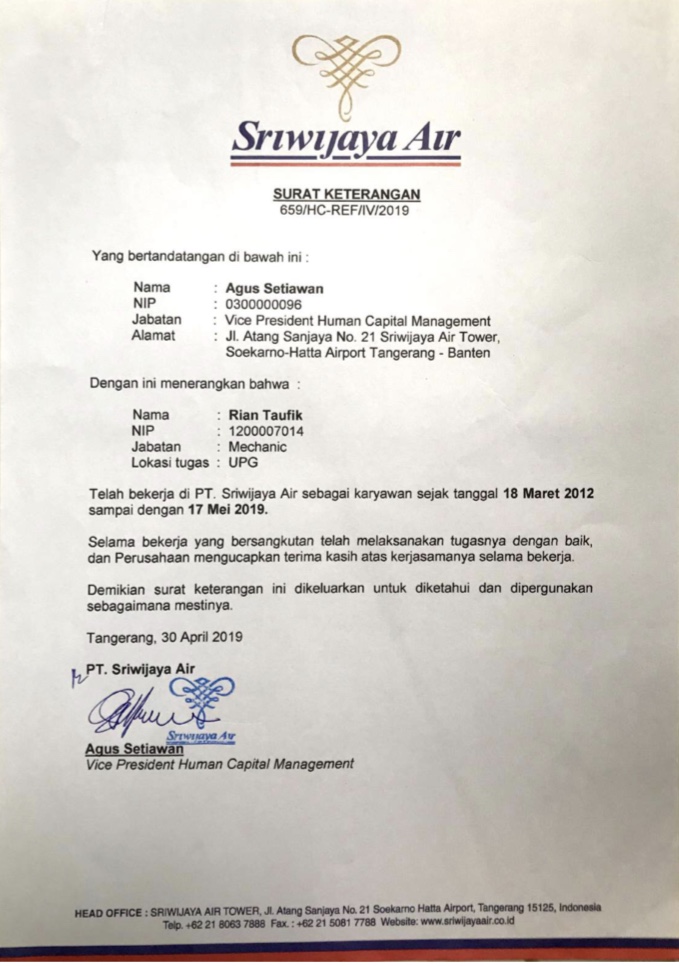 Sriwijaya Air
SURAT KETERANGAN
659/HC-REF/IV/2019
Yang bertandatangan di bawah ini :
Nama : Agus Setiawan
NIP : 0300000096
Jabatan : Vice President Human Capital Management
Alamat : Jl. Atang Sanjaya No. 21 Sriwijaya Air Tower,
Soekarno-Hatta Airport Tangerang - Banten
Dengan ini menerangkan bahwa :
Nama : Rian Taufik
NIP : 1200007014
Jabatan : Mechanic
Lokasi tugas : UPG
Telah bekerja di PT. Sriwijaya Air sebagai karyawan sejak tanggal 18 Maret 2012
sampai dengan 17 Mei 2019.
Selama bekerja yang bersangkutan telah melaksanakan tugasnya dengan baik,
dan Perusahaan mengucapkan terima kasih atas kerjasamanya selama bekerja.
Demikian surat keterangan ini dikeluarkan untuk diketahui dan dipergunakan
sebagaimana mestinya.
Tangerang, 30 April 2019
PT. Sriwijaya Air
Sriwijaya Air
Agus Setiawan
Vice President Human Capital Management
HEAD OFFICE : SRIWIJAYA AIR TOWER, Jl. Atang Sanjaya No. 21 Soekarno Hatta Airport, Tangerang 15125, Indonesia
Telp. +62 21 8063 7888 Fax. : +62 21 5081 7788 Website: www.sriwijayaair.co.id